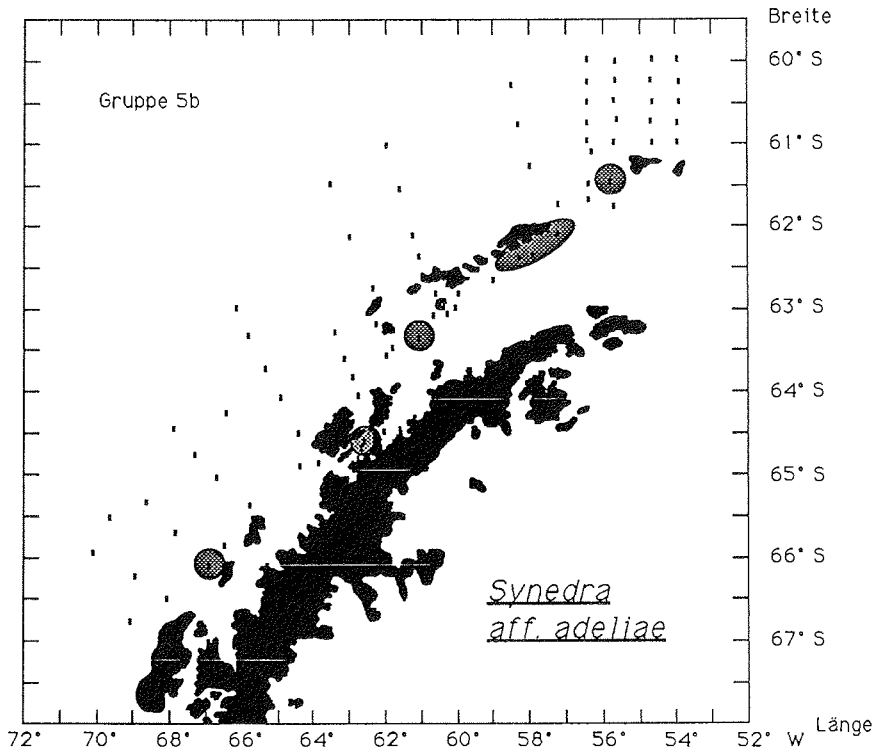 Breite
60° S
Gruppe 5b
61° S
62° S
63° S
64° S
65° S
66° S
Synedra
aff. adeliae
67° S
72° 70° 68° 66° 64° 62° 60° 58° 56° 54° 52° W Länge